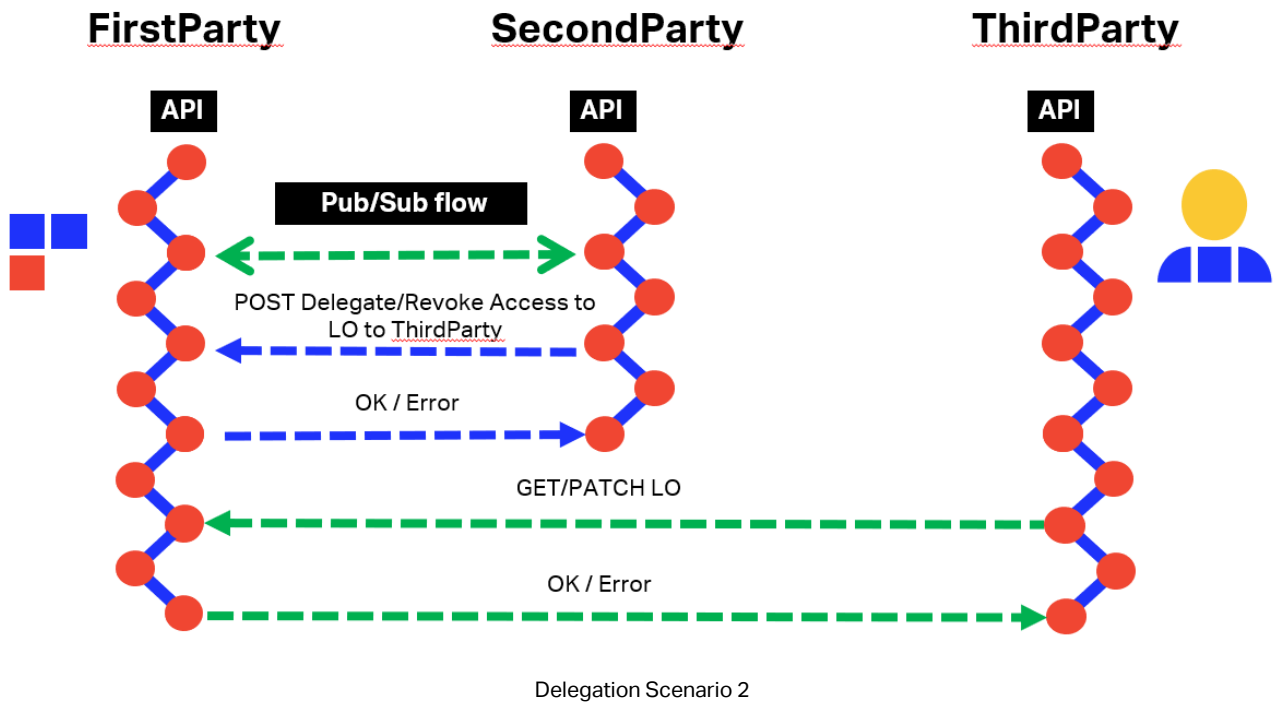 FirstParty
SecondParty
ThirdParty
API
API
API
Pub/Sub flow
POST Delegate/Revoke Access to
LO to ThirdParty
OK / Error
GET/PATCH LO
OK / Error
Delegation Scenario 2